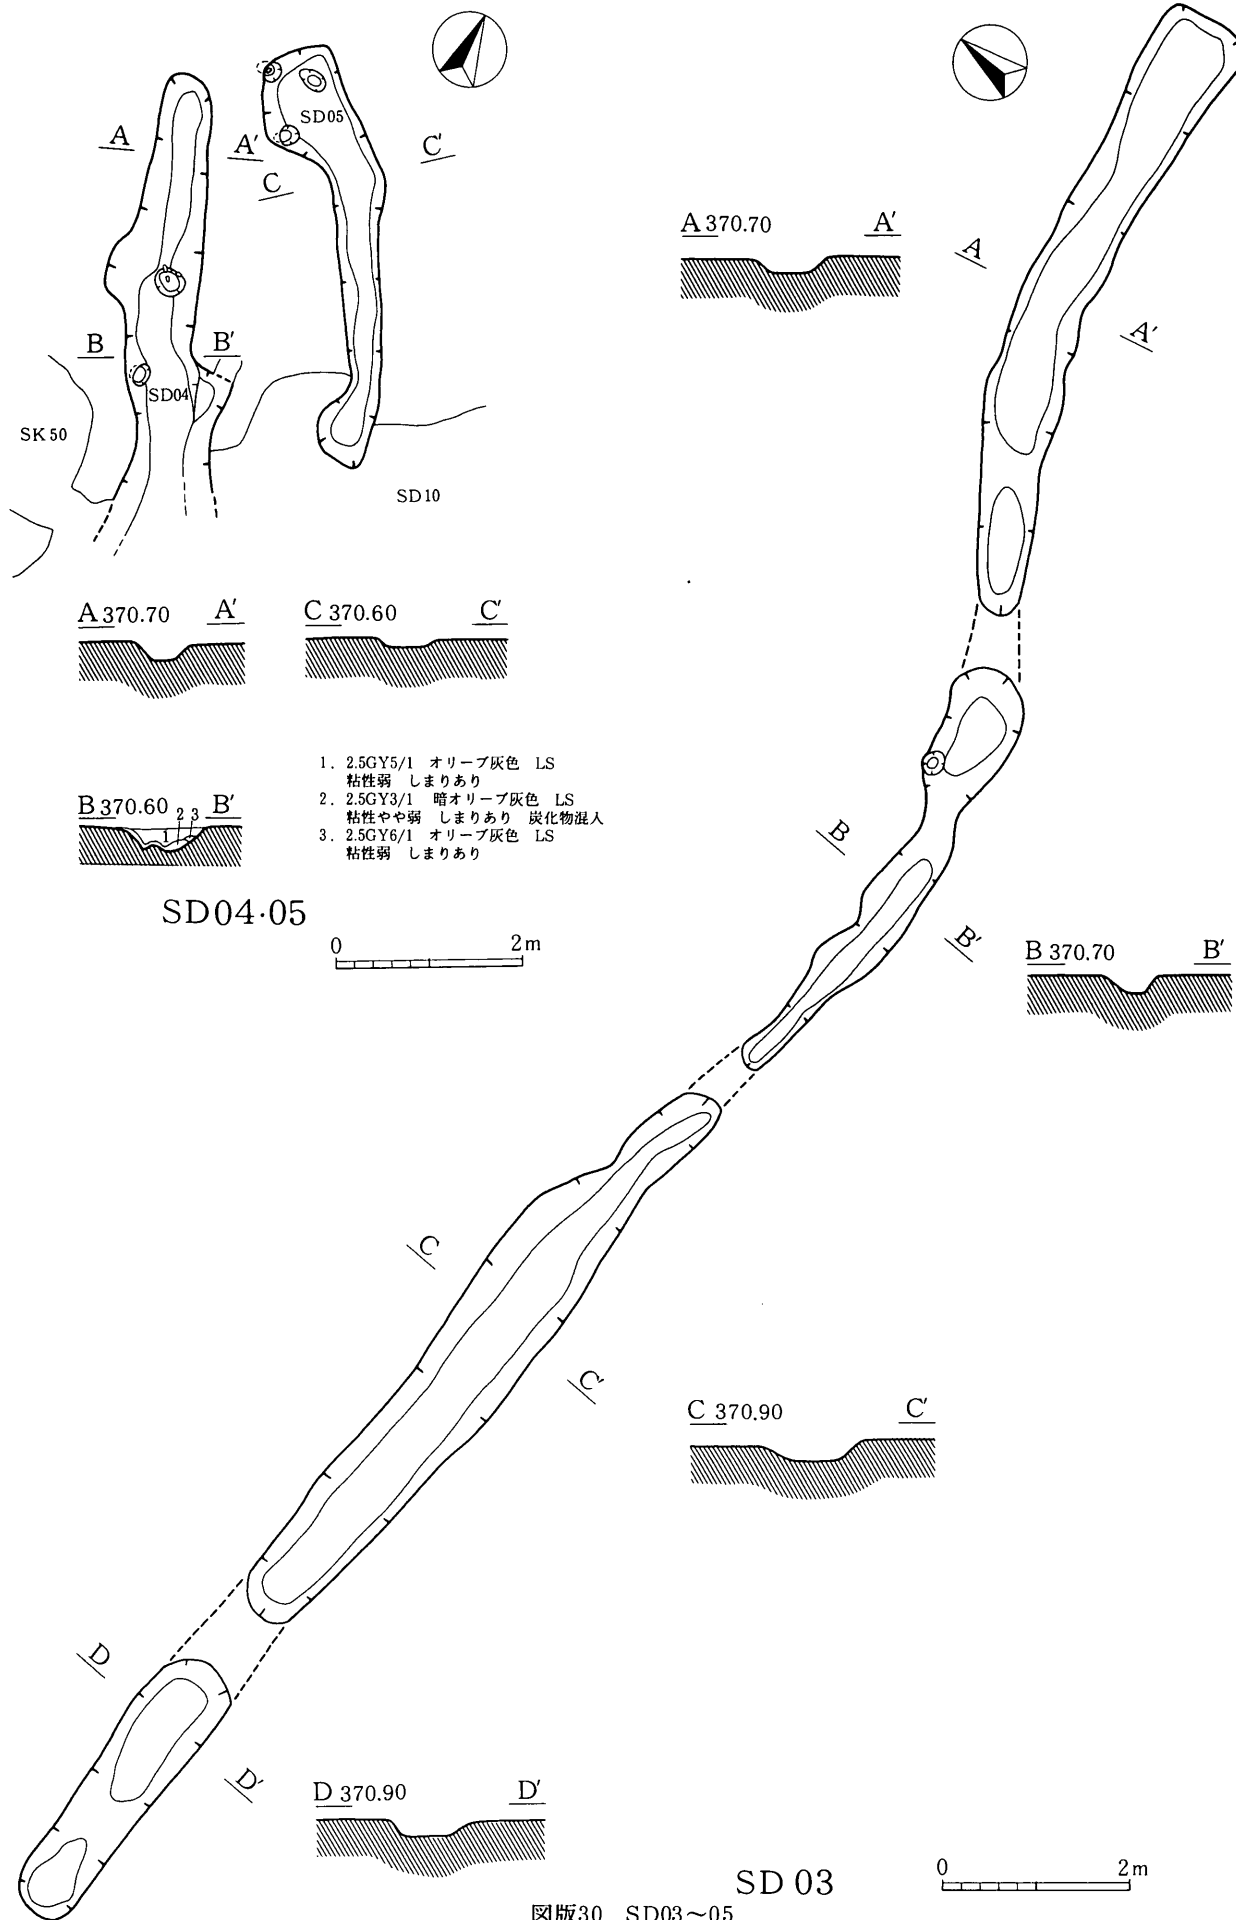 A
A'
SD05
C'
C
B
B'
SD04
SK50
SD10
A 370.70 A'
C 370.60 C'
B 370.60 B'
1 2 3
1. 2.5GY5/1 オリーブ灰色 LS
粘性弱 しまりあり
2. 2.5GY3/1 暗オリーブ灰色 LS
粘性やや弱 しまりあり 炭化物混入
3. 2.5GY6/1 オリーブ灰色 LS
粘性弱 しまりあり
SD04·05
0 2m
A 370.70 A'
A
A'
B
B'
B 370.70 B'
C
C'
C 370.90 C'
D
D'
D 370.90 D'
SD 03
0 2m
図版30 SD03～05